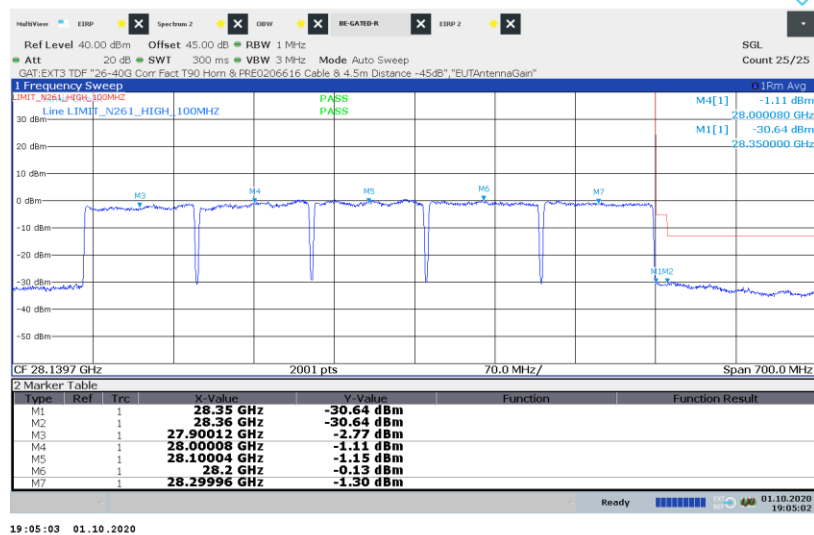 MultiView EIRP Spectrum 2 OBW BE-GATED-R EIRP 2
Ref Level 40.00 dBm Offset 45.00 dB RBW 1 MHz SGL
Att 20 dB SWT 300 ms VBW 3 MHz Mode Auto Sweep Count 25/25
GAT:EXT3 TDF "26-40G Corr Fact T90 Horn & PRE0206616 Cable & 4.5m Distance -45dB","EUTAntennaGain"
1 Frequency Sweep 1Rm Avg
LIMIT_N261_HIGH_100MHZ PASS M4[1] -1.11 dBm
Line LIMIT_N261_HIGH_100MHZ PASS 28.000080 GHz
30 dBm M1[1] -30.64 dBm
28.350000 GHz
20 dBm
10 dBm
M3 M4 M5 M6 M7
0 dBm
-10 dBm
-20 dBm
M1 M2
-30 dBm
-40 dBm
-50 dBm
CF 28.1397 GHz 2001 pts 70.0 MHz/ Span 700.0 MHz
2 Marker Table
Type Ref Trc X-Value Y-Value Function Function Result
M1 1 28.35 GHz -30.64 dBm
M2 1 28.36 GHz -30.64 dBm
M3 1 27.90012 GHz -2.77 dBm
M4 1 28.00008 GHz -1.11 dBm
M5 1 28.10004 GHz -1.15 dBm
M6 1 28.2 GHz -0.13 dBm
M7 1 28.29996 GHz -1.30 dBm
Ready EXT REF 01.10.2020
19:05:02
19:05:03 01.10.2020